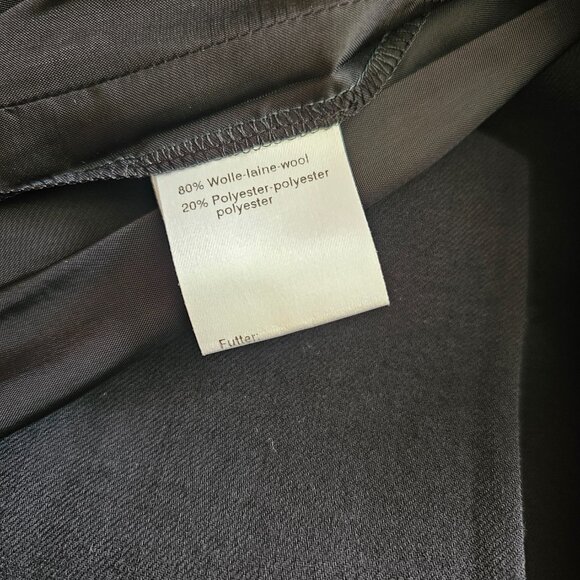 80% Wolle-laine-wool
20% Polyester-polyester
polyester
Futter: